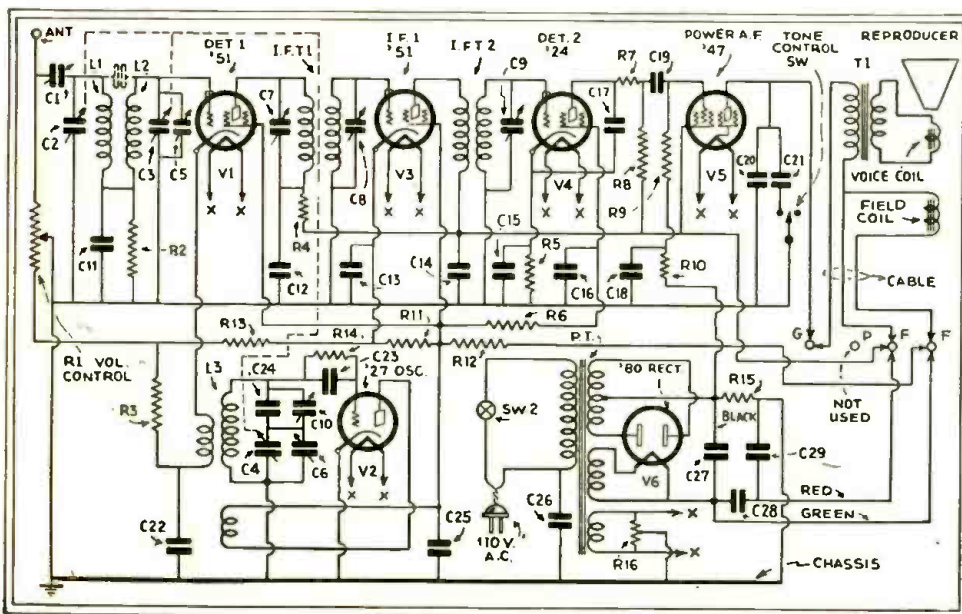 ANT
DET. 1
'51
I.F.T. 1
I.F. 1
'51
I.F.T 2
DET. 2
'24
POWER A.F.
'47
TONE
CONTROL
SW.
REPRODUCER
L1
L2
C1
C2
C3
C5
V1
C7
C8
V3
C9
V4
C17
R7
C19
R8
R9
V5
C20
C21
T1
VOICE COIL
FIELD
COIL
X X
X X
X X
X X
C11
R2
R4
C12
C13
C14
C15
R5
C16
C18
R10
CABLE
R6
R11
R13
R14
R12
G
P
F
F
R1 VOL.
CONTROL
L3
C23
'27 OSC.
P.T.
'80 RECT.
R15
NOT
USED
R3
C24
C10
C4
C6
V2
X X
SW 2
BLACK
V6
C27
C29
RED
C28
GREEN
C22
C25
110 V.
A.C.
C26
R16
X
X
CHASSIS